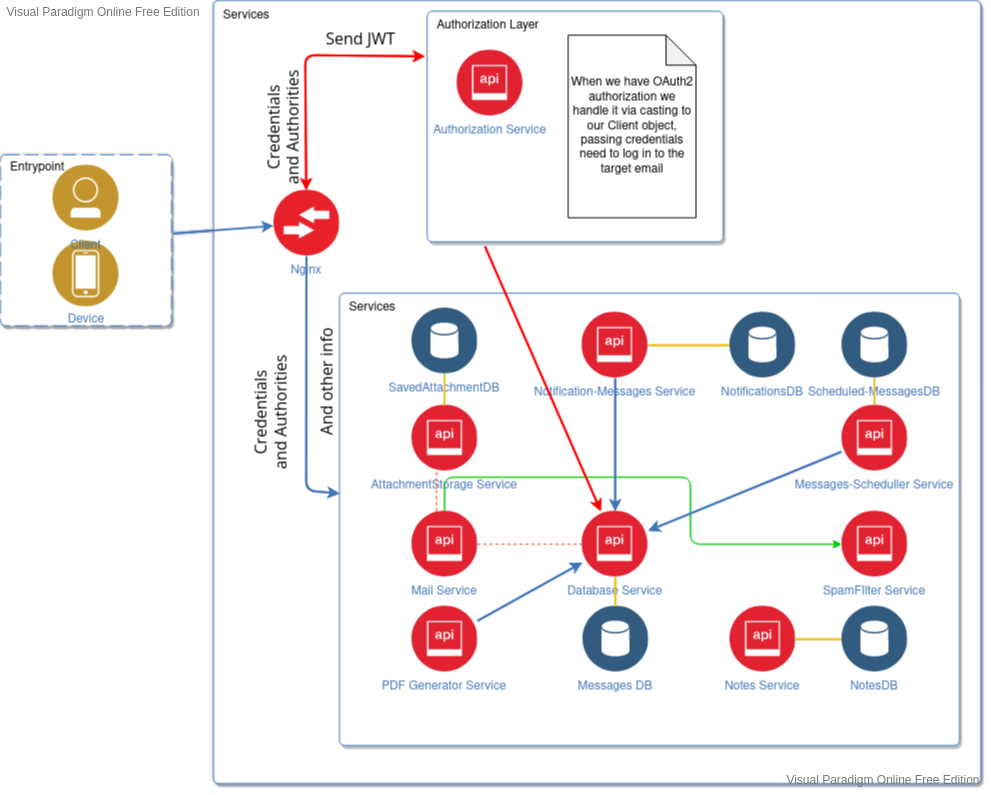 Visual Paradigm Online Free Edition
Services
Send JWT
Credentials
and Authorities
Authorization Layer
api
Authorization Service
When we have OAuth2
authorization we
handle it via casting to
our Client object,
passing credentials
need to log in to the
target email
Entrypoint
Client
Device
Nginx
Credentials
and Authorities
And other info
Services
SavedAttachmentDB
api
Notification-Messages Service
NotificationsDB
Scheduled-MessagesDB
api
AttachmentStorage Service
api
Messages-Scheduller Service
api
Mail Service
api
Database Service
api
SpamFIlter Service
api
PDF Generator Service
Messages DB
api
Notes Service
NotesDB
Visual Paradigm Online Free Edition